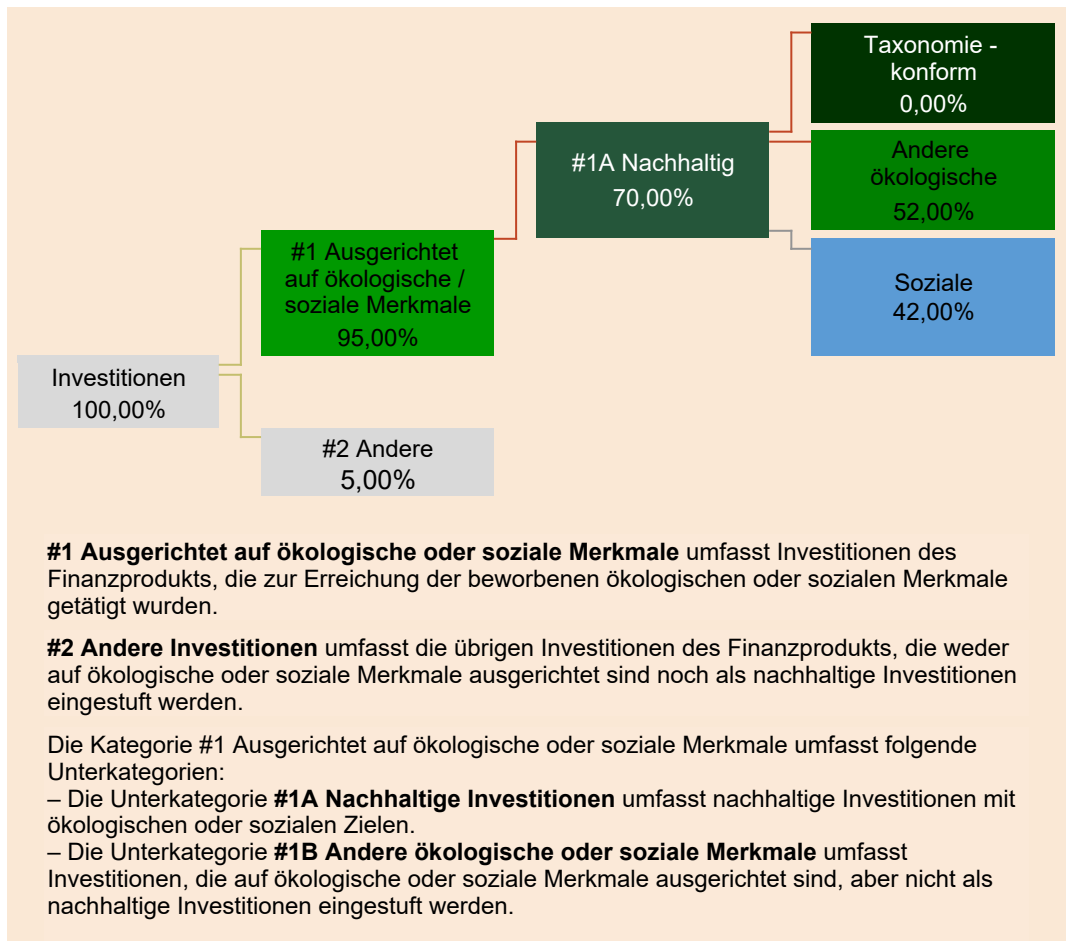 Taxonomie -
konform
0,00%
Andere
ökologische
52,00%
#1A Nachhaltig
70,00%
Soziale
42,00%
#1 Ausgerichtet
auf ökologische /
soziale Merkmale
95,00%
Investitionen
100,00%
#2 Andere
5,00%
#1 Ausgerichtet auf ökologische oder soziale Merkmale umfasst Investitionen des
Finanzprodukts, die zur Erreichung der beworbenen ökologischen oder sozialen Merkmale
getätigt wurden.
#2 Andere Investitionen umfasst die übrigen Investitionen des Finanzprodukts, die weder
auf ökologische oder soziale Merkmale ausgerichtet sind noch als nachhaltige Investitionen
eingestuft werden.
Die Kategorie #1 Ausgerichtet auf ökologische oder soziale Merkmale umfasst folgende
Unterkategorien:
– Die Unterkategorie #1A Nachhaltige Investitionen umfasst nachhaltige Investitionen mit
ökologischen oder sozialen Zielen.
– Die Unterkategorie #1B Andere ökologische oder soziale Merkmale umfasst
Investitionen, die auf ökologische oder soziale Merkmale ausgerichtet sind, aber nicht als
nachhaltige Investitionen eingestuft werden.